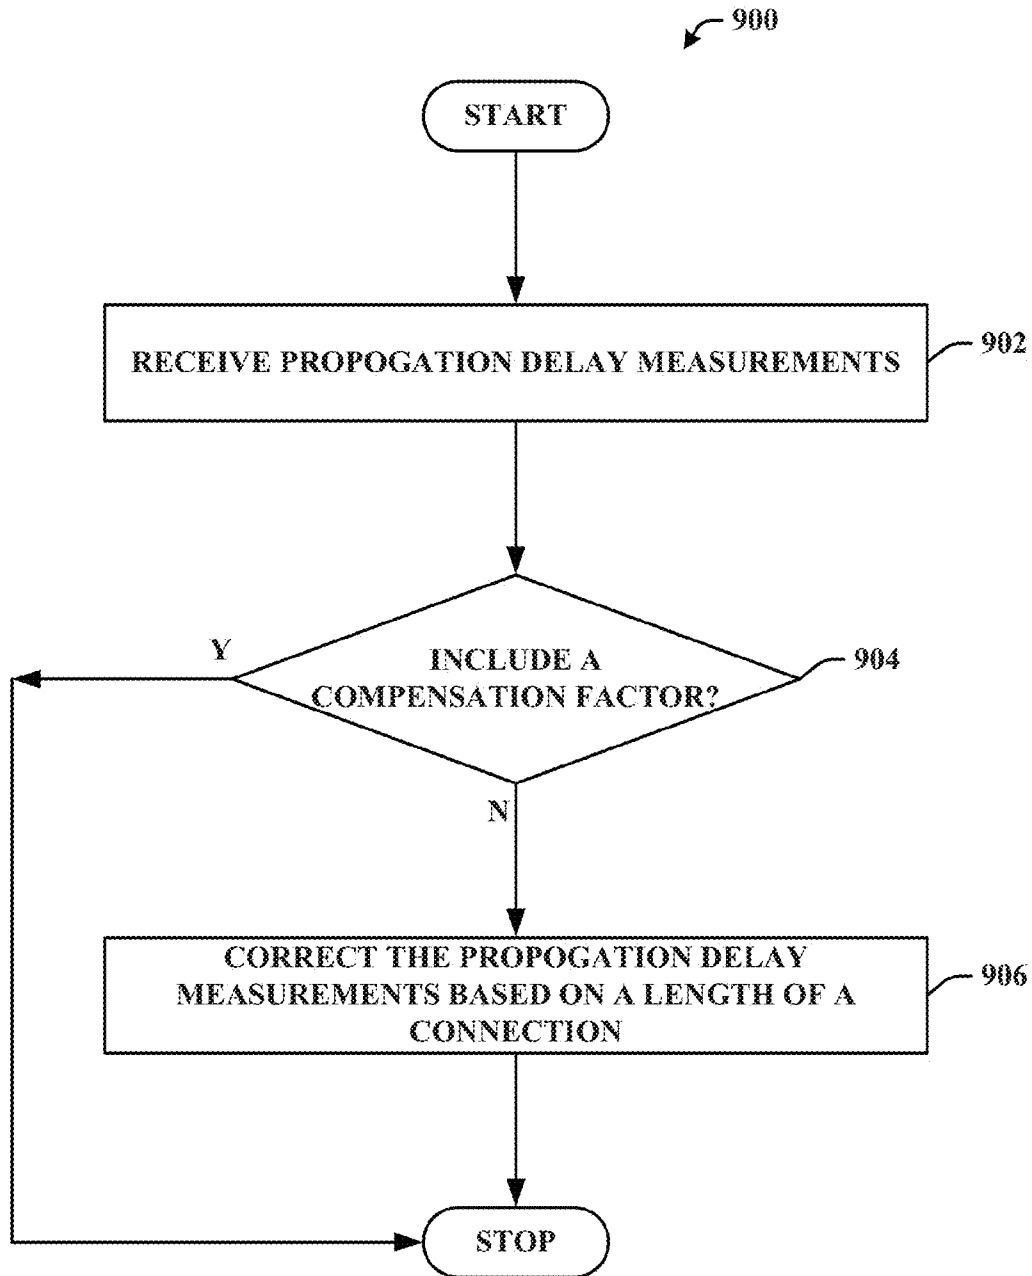 900
START
RECEIVE PROPOGATION DELAY MEASUREMENTS
902
Y
INCLUDE A
COMPENSATION FACTOR?
904
N
CORRECT THE PROPOGATION DELAY
MEASUREMENTS BASED ON A LENGTH OF A
CONNECTION
906
STOP